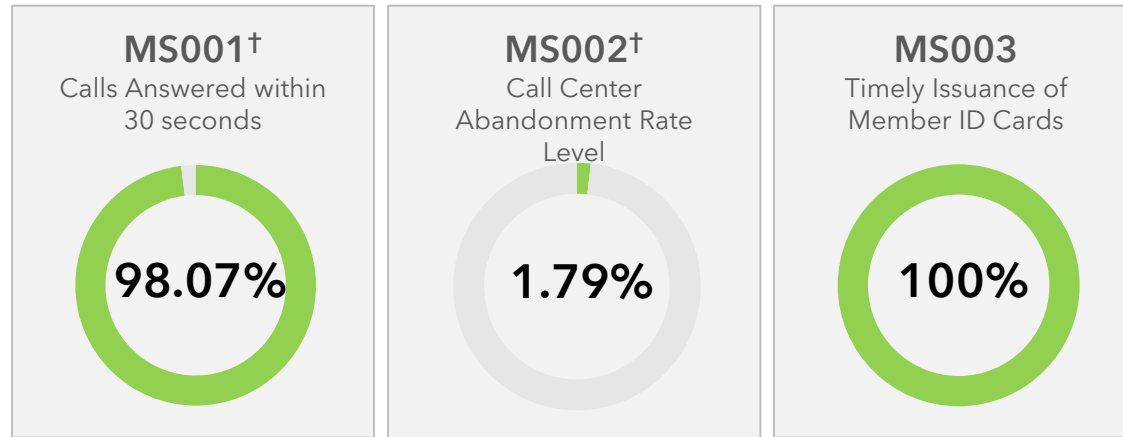 MS001†
Calls Answered within
30 seconds
98.07%
MS002†
Call Center
Abandonment Rate
Level
1.79%
MS003
Timely Issuance of
Member ID Cards
100%